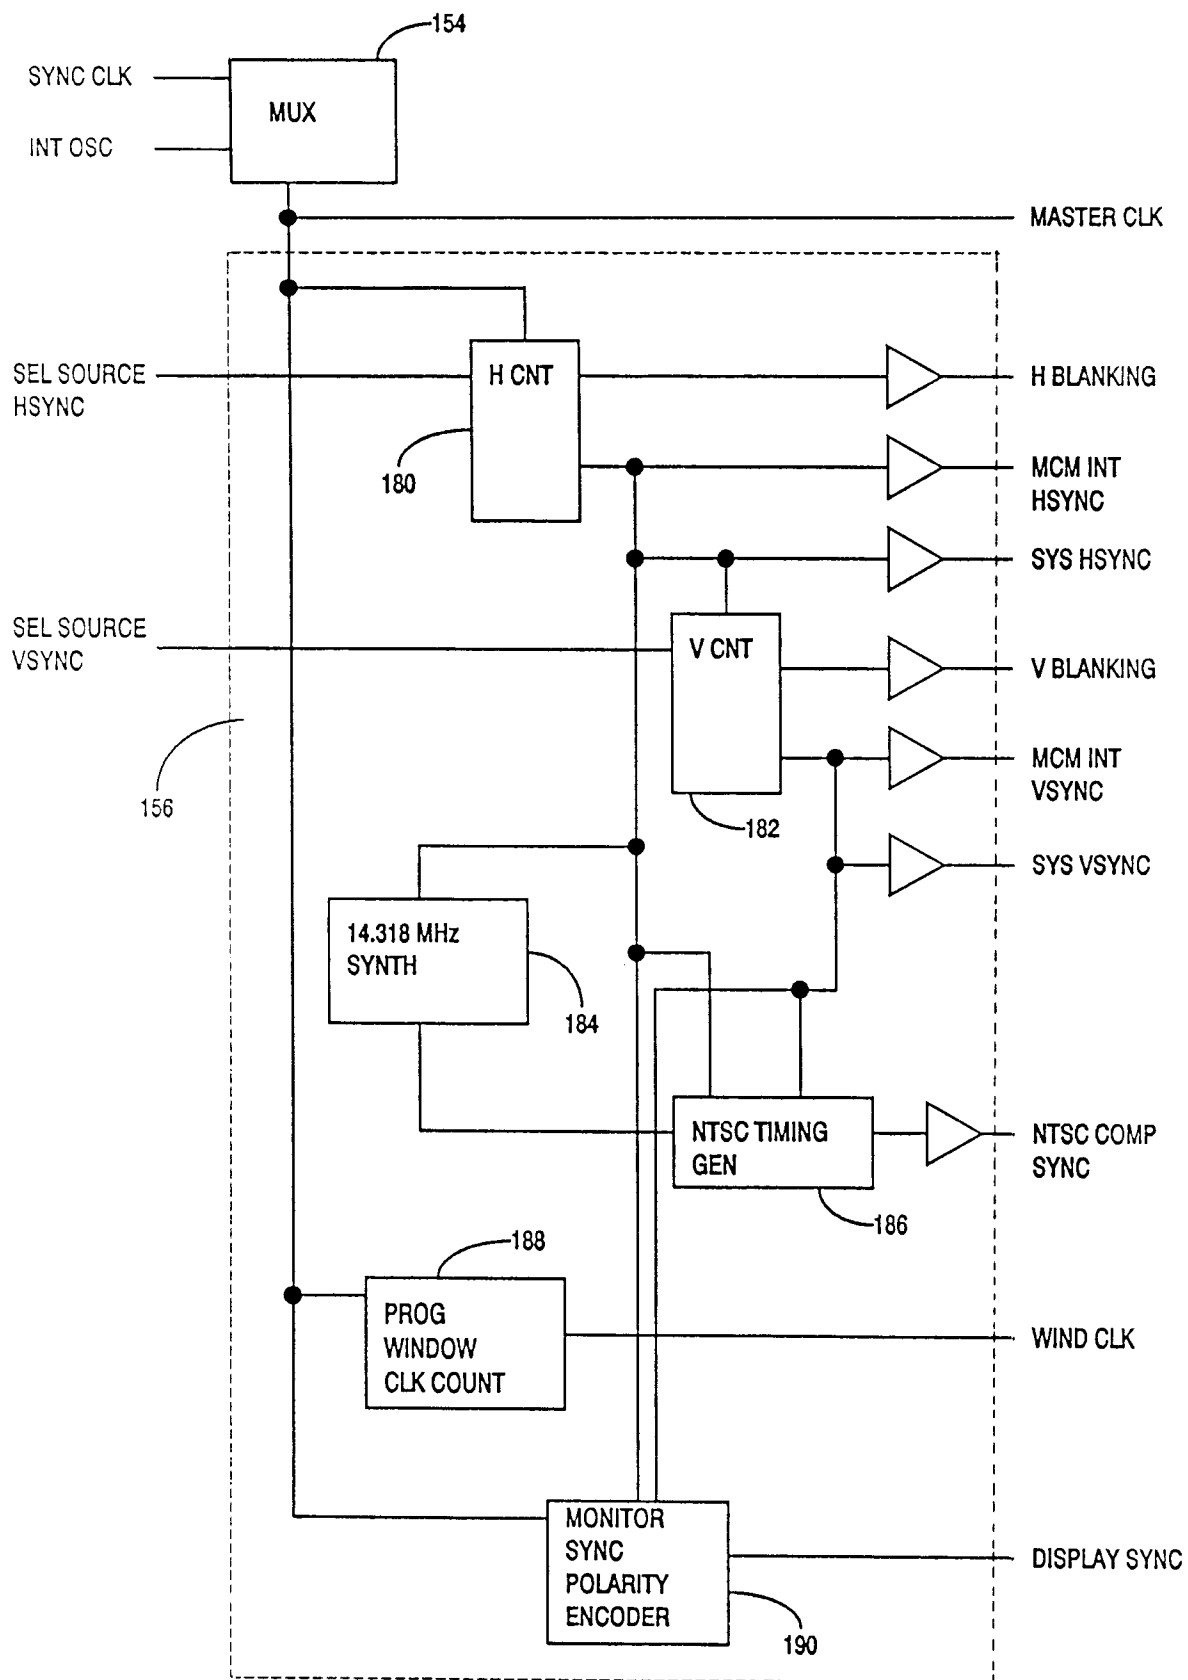 154
SYNC CLK
MUX
INT OSC
MASTER CLK
SEL SOURCE
HSYNC
H CNT
H BLANKING
180
MCM INT
HSYNC
SYS HSYNC
SEL SOURCE
VSYNC
V CNT
V BLANKING
156
MCM INT
VSYNC
182
SYS VSYNC
14.318 MHz
SYNTH
184
NTSC TIMING
GEN
NTSC COMP
SYNC
186
188
PROG
WINDOW
CLK COUNT
WIND CLK
MONITOR
SYNC
POLARITY
ENCODER
DISPLAY SYNC
190